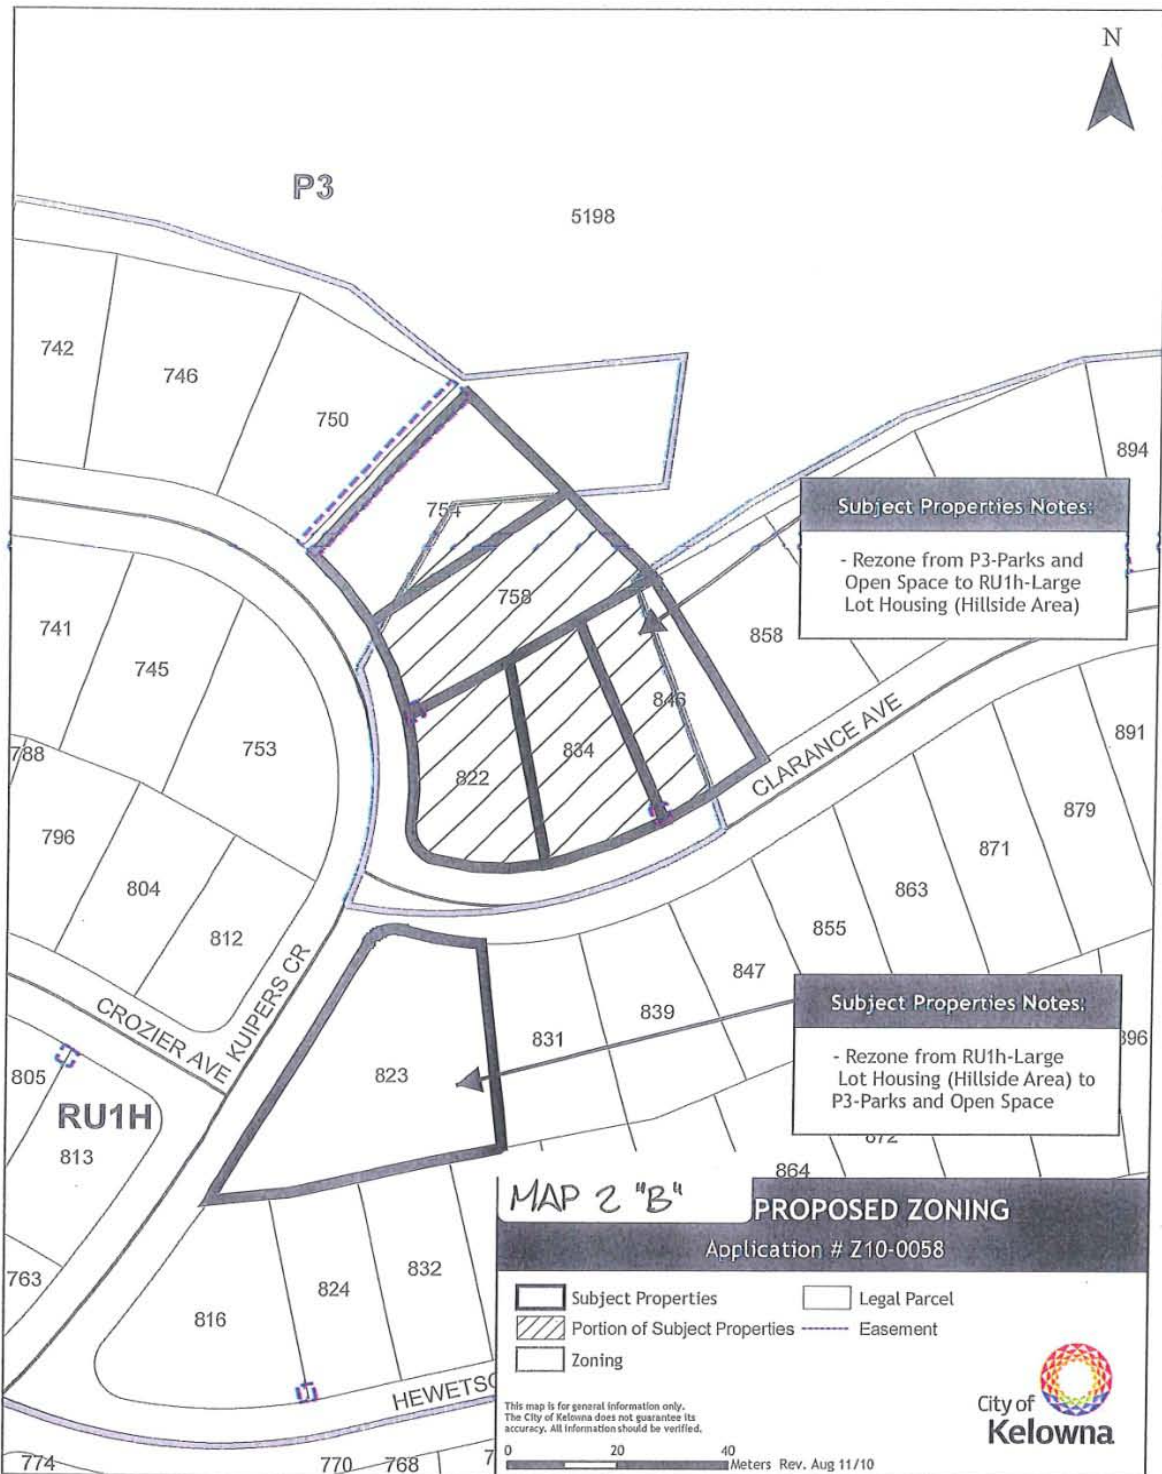 N
P3
5198
742
746
750
894
754
Subject Properties Notes:
- Rezone from P3-Parks and
Open Space to RU1h-Large
Lot Housing (Hillside Area)
758
741
745
753
858
846
788
822
834
CLARANCE AVE
891
796
804
812
879
871
863
855
847
839
831
CROZIER AVE
KUIPERS CR
Subject Properties Notes:
- Rezone from RU1h-Large
Lot Housing (Hillside Area) to
P3-Parks and Open Space
896
805
823
RU1H
813
872
864
MAP 2 "B"
PROPOSED ZONING
Application # Z10-0058
763
816
824
832
Subject Properties
Legal Parcel
Portion of Subject Properties
Easement
Zoning
HEWETSO
This map is for general information only.
The City of Kelowna does not guarantee its
accuracy. All information should be verified.
City of
Kelowna
0 20 40
Meters Rev. Aug 11/10
774
770
768
7